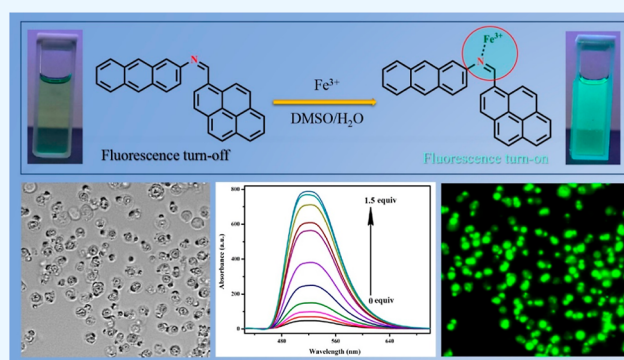 N
Fe³⁺
DMSO/H₂O
Fe³⁺
N
Fluorescence turn-off
Fluorescence turn-on
Absorbance (a.u.)
800
600
400
200
0
1.5 equiv
0 equiv
480
560
640
Wavelength (nm)